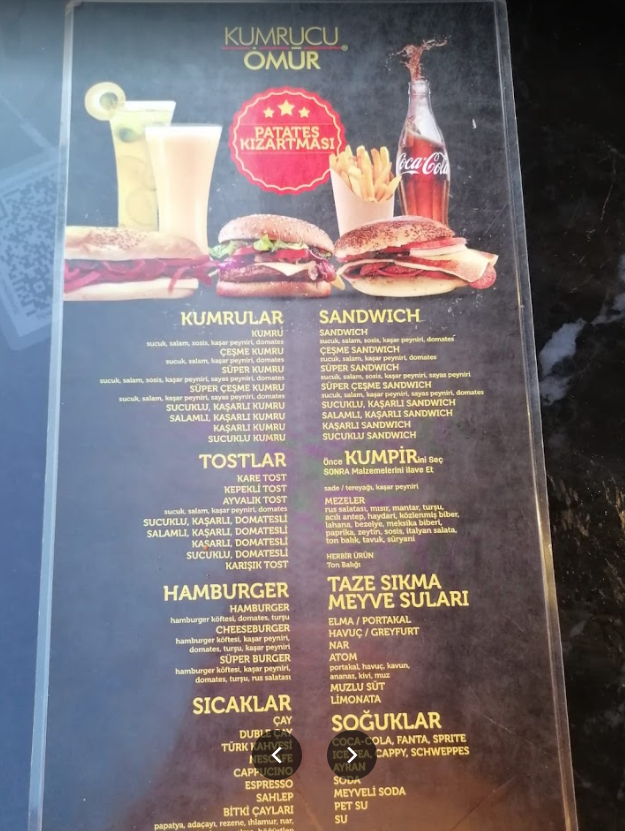 KUMRUCU
ÖMÜR
PATATES
KIZARTMASI
Coca-Cola
KUMRULAR
KUMRU
sucuk, salam, sosis, kaşar peyniri, domates
ÇEŞME KUMRU
sucuk, salam, kaşar peyniri, domates
SÜPER KUMRU
sucuk, salam, sosis, kaşar peyniri, sayas peyniri, domates
SÜPER ÇEŞME KUMRU
sucuk, salam, kaşar peyniri, sayas peyniri, domates
SUCUKLU, KAŞARLI KUMRU
SALAMLI, KAŞARLI KUMRU
KAŞARLI KUMRU
SUCUKLU KUMRU
TOSTLAR
KARE TOST
KEPEKLİ TOST
AYVALIK TOST
sucuk, salam, kaşar peyniri, domates
SUCUKLU, KAŞARLI, DOMATESLİ
SALAMLI, KAŞARLI, DOMATESLİ
KAŞARLI, DOMATESLİ
SUCUKLU, DOMATESLİ
KARIŞIK TOST
HAMBURGER
HAMBURGER
hamburger köftesi, domates, turşu
CHEESEBURGER
hamburger köftesi, kaşar peyniri,
domates, turşu, kaşar peyniri
SÜPER BURGER
hamburger köftesi, kaşar peyniri,
domates, turşu, rus salatası
SICAKLAR
ÇAY
DUBLE ÇAY
TÜRK KAHVESİ
NESCAFE
CAPPUCINO
ESPRESSO
SAHLEP
BİTKİ ÇAYLARI
papatya, adaçayı, rezene, ıhlamur, nar,
SANDWICH
SANDWICH
sucuk, salam, sosis, kaşar peyniri, domates
ÇEŞME SANDWICH
sucuk, salam, kaşar peyniri, domates
SÜPER SANDWICH
sucuk, salam, sosis, kaşar peyniri, sayas peyniri
SÜPER ÇEŞME SANDWICH
sucuk, salam, kaşar peyniri, sayas peyniri, domates
SUCUKLU, KAŞARLI SANDWICH
SALAMLI, KAŞARLI SANDWICH
KAŞARLI SANDWICH
SUCUKLU SANDWICH
Önce KUMPİRini Seç
SONRA Malzemelerini İlave Et
sade / tereyağı, kaşar peyniri
MEZELER
rus salatası, mısır, mantar, turşu,
acılı antep, haydari, közlenmiş biber,
lahana, bezelye, meksika biberi,
paprika, zeytin, sosis, italyan salata,
ton balık, tavuk, süryani
HERBİR ÜRÜN
Ton Balığı
TAZE SIKMA
MEYVE SULARI
ELMA / PORTAKAL
HAVUÇ / GREYFURT
NAR
ATOM
portakal, havuç, kavun,
ananas, kivi, muz
MUZLU SÜT
LİMONATA
SOĞUKLAR
COCA-COLA, FANTA, SPRITE
ICE TEA, CAPPY, SCHWEPPES
AYRAN
SODA
MEYVELİ SODA
PET SU
SU